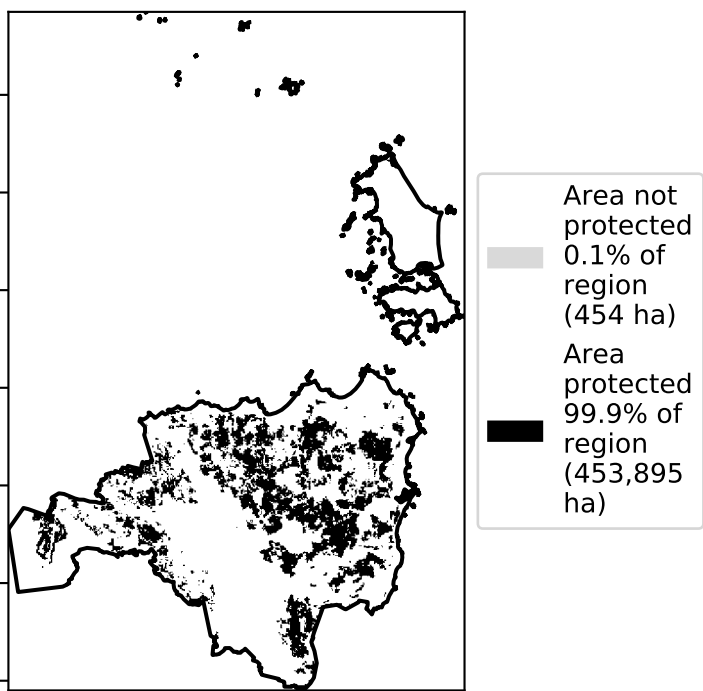 Area not
protected
0.1% of
region
(454 ha)
Area
protected
99.9% of
region
(453,895
ha)